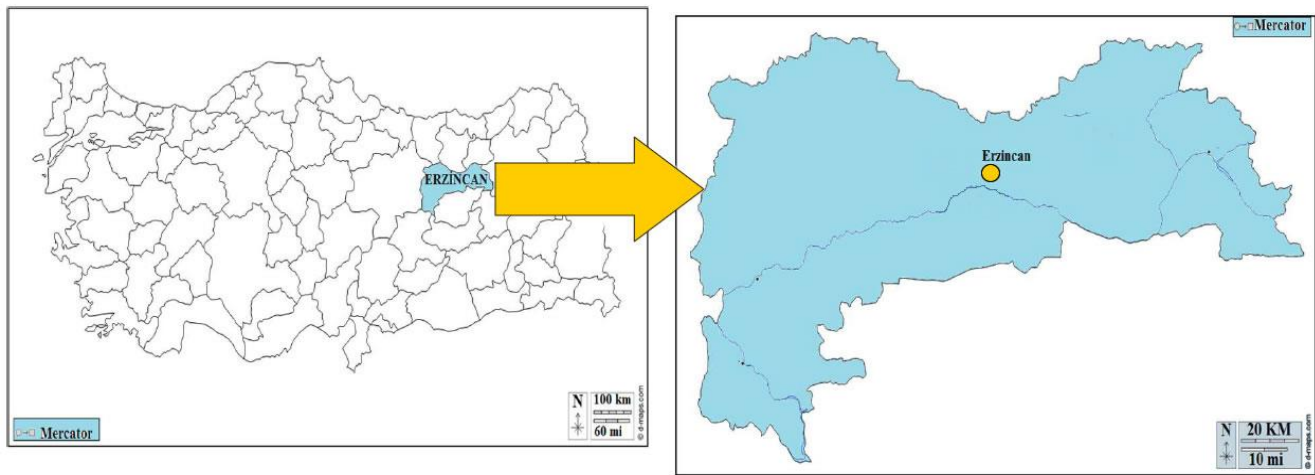 ERZİNCAN
Mercator
N
100 km
60 mi
© d-maps.com
Mercator
Erzincan
N
20 KM
10 mi
© d-maps.com